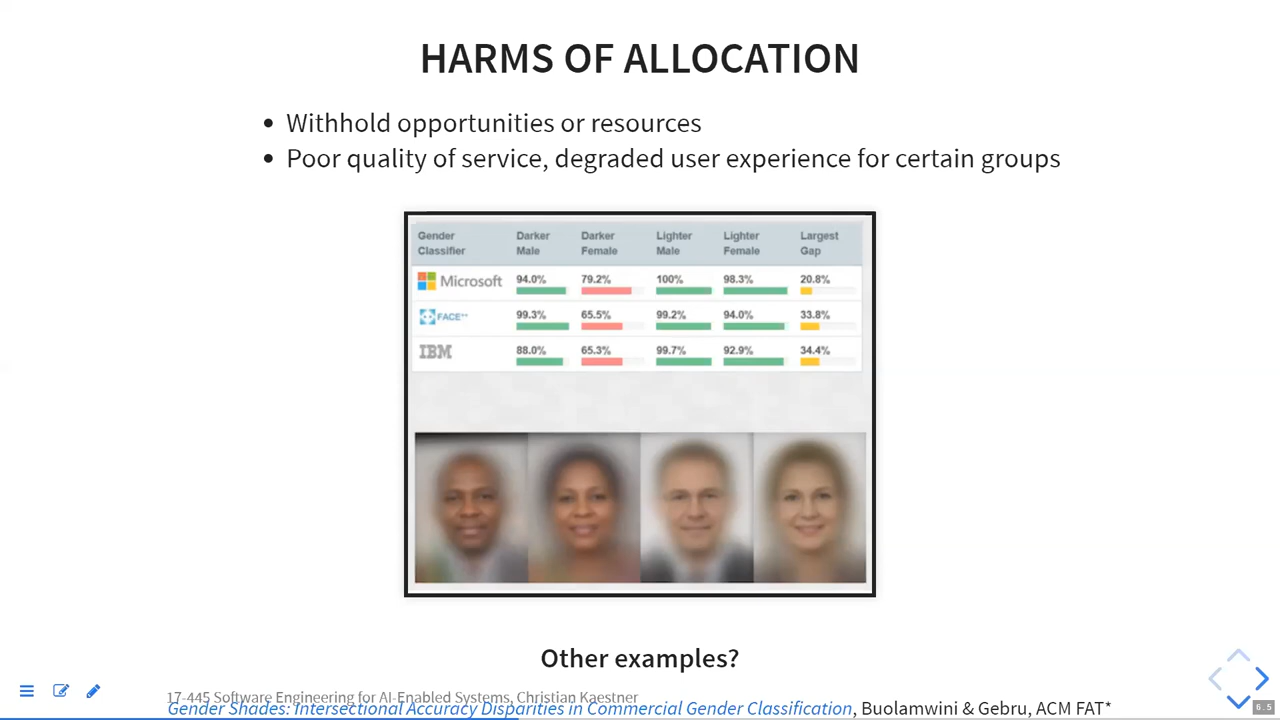 HARMS OF ALLOCATION
Withhold opportunities or resources
Poor quality of service, degraded user experience for certain groups
Gender Classifier Darker Male Darker Female Lighter Male Lighter Female Largest Gap
Microsoft 94.0% 79.2% 100% 98.3% 20.8%
FACE++ 99.3% 65.5% 99.2% 94.0% 33.8%
IBM 88.0% 65.3% 99.7% 92.9% 34.4%
Other examples?
17-445 Software Engineering for AI-Enabled Systems, Christian Kaestner
Gender Shades: Intersectional Accuracy Disparities in Commercial Gender Classification, Buolamwini & Gebru, ACM FAT*
6.5